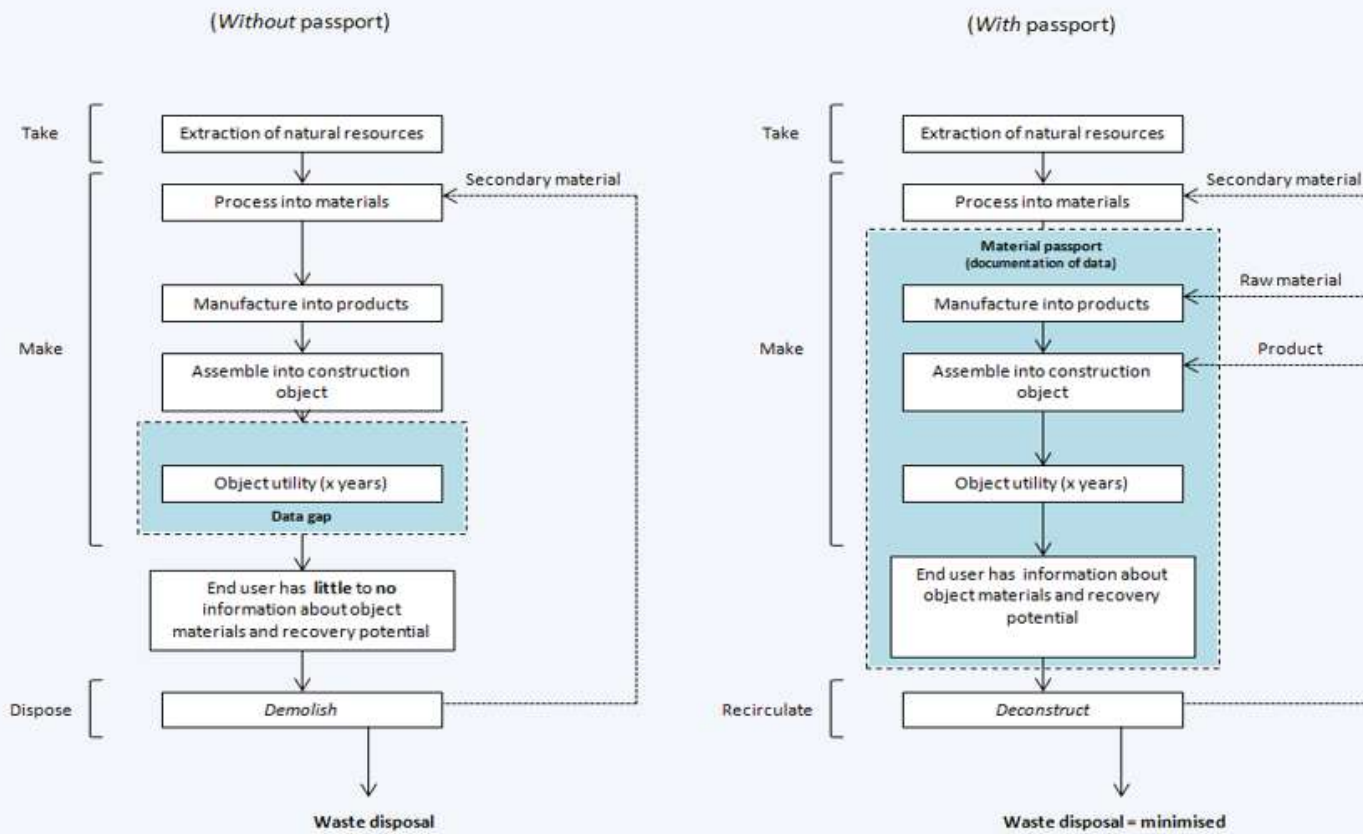 (Without passport)
Take
Extraction of natural resources
Secondary material
Process into materials
Manufacture into products
Make
Assemble into construction
object
Object utility (x years)
Data gap
End user has little to no
information about object
materials and recovery potential
Dispose
Demolish
Waste disposal
(With passport)
Take
Extraction of natural resources
Secondary material
Process into materials
Material passport
(documentation of data)
Raw material
Manufacture into products
Make
Product
Assemble into construction
object
Object utility (x years)
End user has information about
object materials and recovery
potential
Recirculate
Deconstruct
Waste disposal = minimised